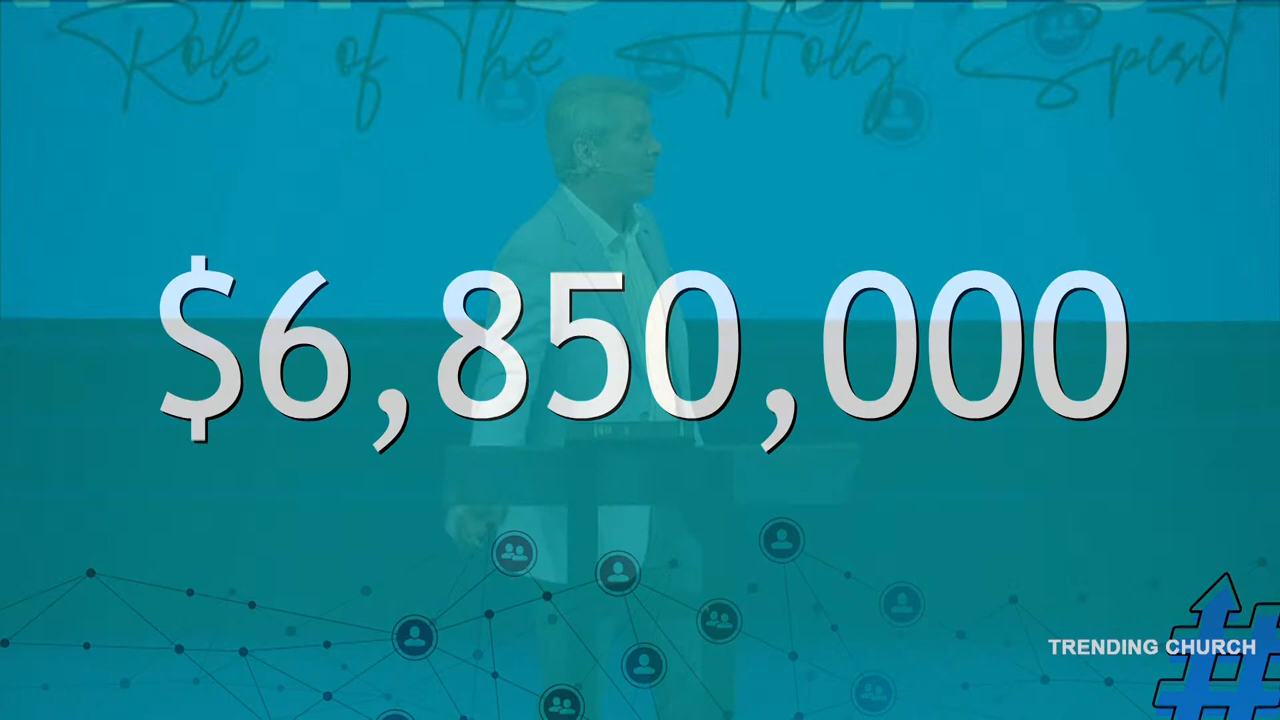 Role of The Holy Spirit
$6,850,000
TRENDING CHURCH
#